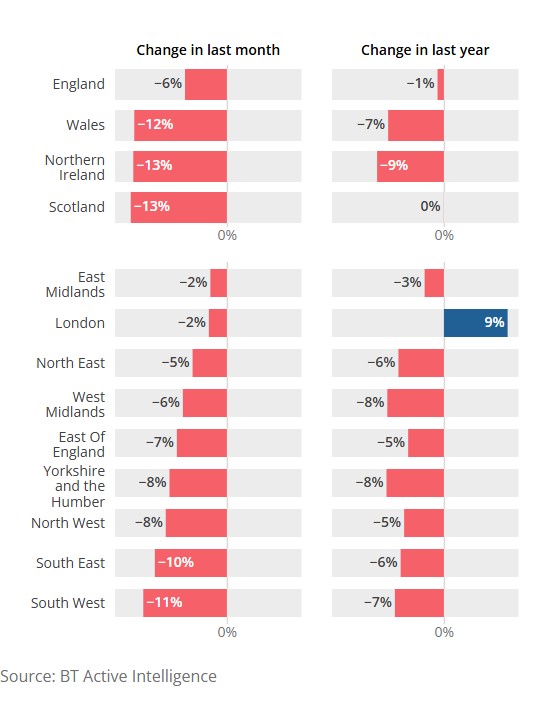 Change in last month Change in last year
England −6% −1%
Wales −12% −7%
Northern
Ireland −13% −9%
Scotland −13% 0%
0% 0%
East
Midlands −2% −3%
London −2% 9%
North East −5% −6%
West
Midlands −6% −8%
East Of
England −7% −5%
Yorkshire
and the −8% −8%
Humber
North West −8% −5%
South East −10% −6%
South West −11% −7%
0% 0%
Source: BT Active Intelligence